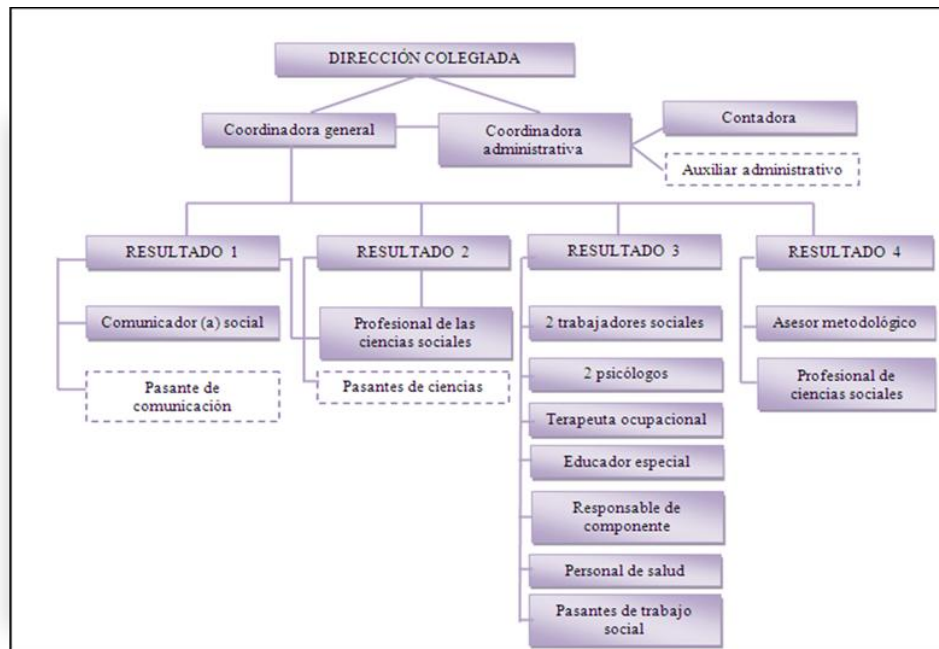 DIRECCIÓN COLEGIADA
Coordinadora general
Coordinadora
administrativa
Contadora
Auxiliar administrativo
RESULTADO 1
RESULTADO 2
RESULTADO 3
RESULTADO 4
Comunicador (a) social
Pasante de
comunicación
Profesional de las
ciencias sociales
Pasantes de ciencias
2 trabajadores sociales
2 psicólogos
Terapeuta ocupacional
Educador especial
Responsable de
componente
Personal de salud
Pasantes de trabajo
social
Asesor metodológico
Profesional de
ciencias sociales